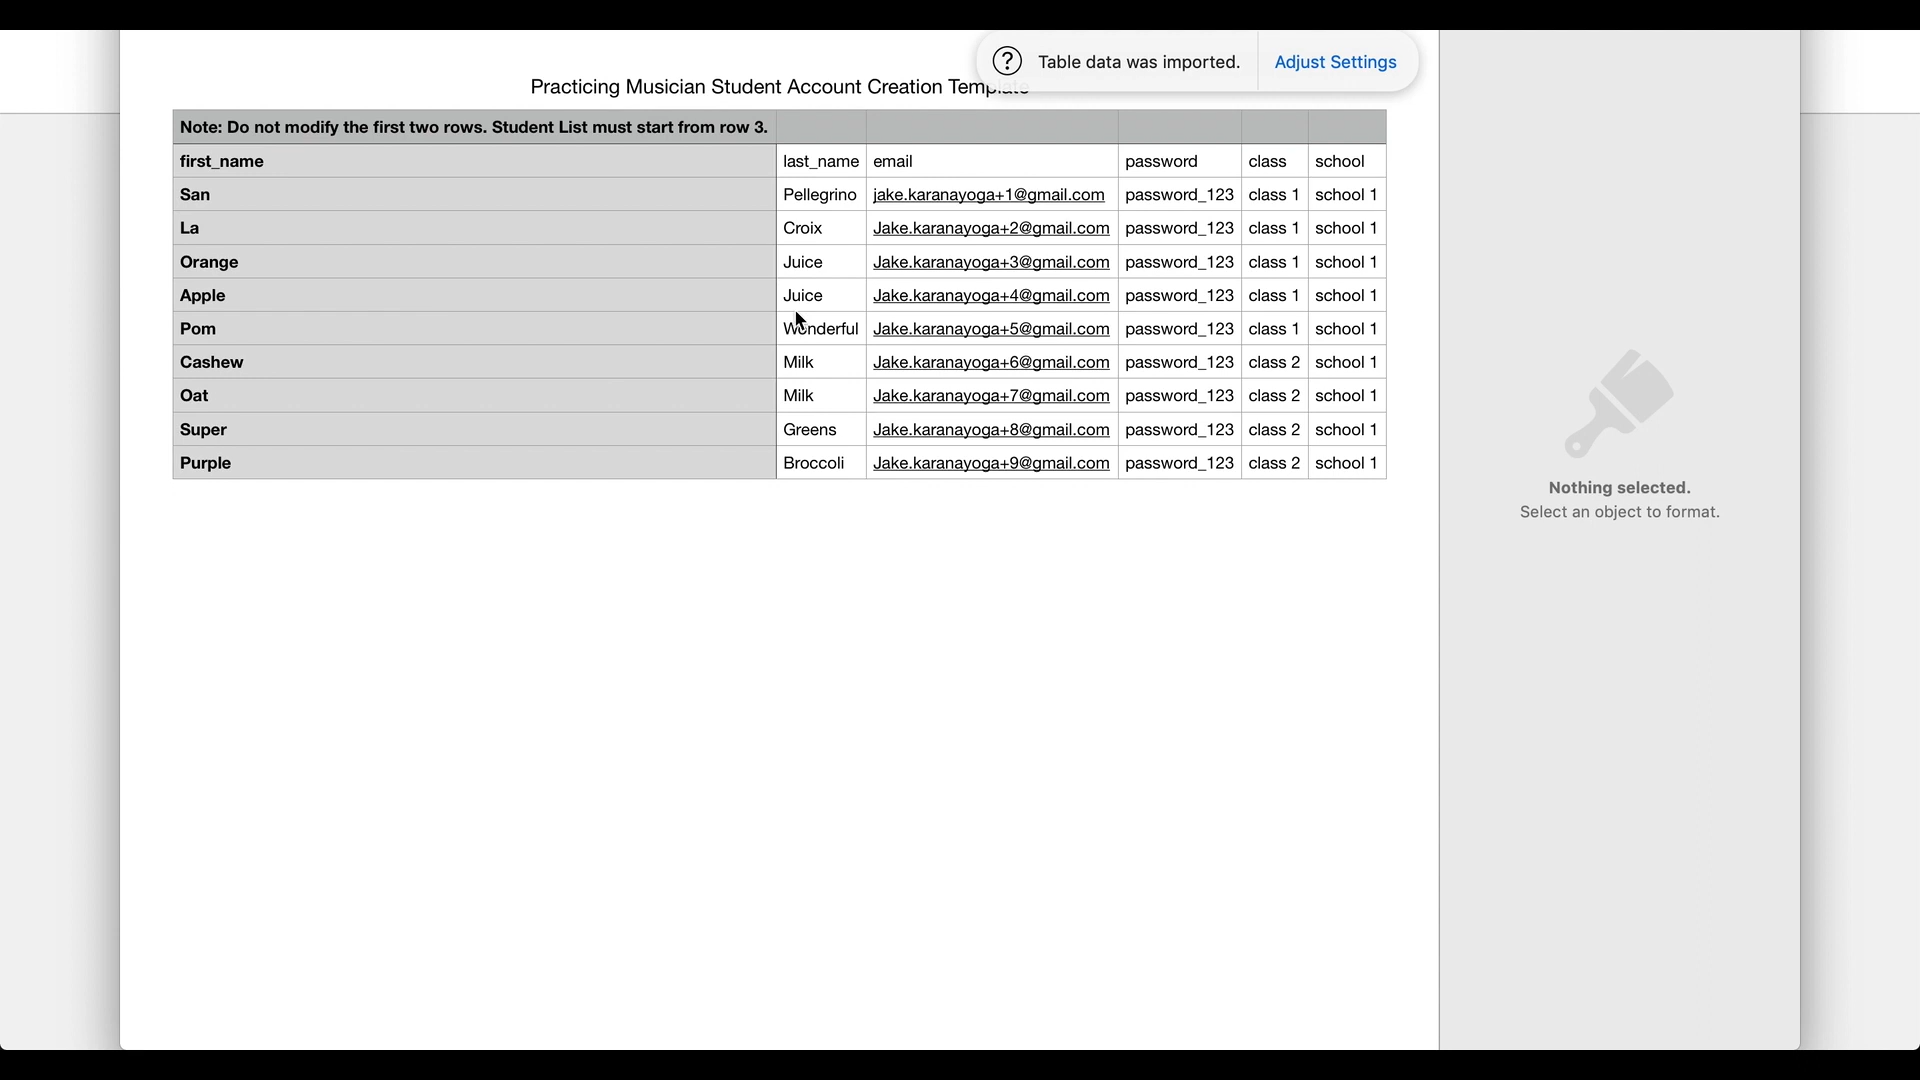 Table data was imported. Adjust Settings
Practicing Musician Student Account Creation Template
Note: Do not modify the first two rows. Student List must start from row 3.
first_name last_name email password class school
San Pellegrino jake.karanayoga+1@gmail.com password_123 class 1 school 1
La Croix Jake.karanayoga+2@gmail.com password_123 class 1 school 1
Orange Juice Jake.karanayoga+3@gmail.com password_123 class 1 school 1
Apple Juice Jake.karanayoga+4@gmail.com password_123 class 1 school 1
Pom Wonderful Jake.karanayoga+5@gmail.com password_123 class 1 school 1
Cashew Milk Jake.karanayoga+6@gmail.com password_123 class 2 school 1
Oat Milk Jake.karanayoga+7@gmail.com password_123 class 2 school 1
Super Greens Jake.karanayoga+8@gmail.com password_123 class 2 school 1
Purple Broccoli Jake.karanayoga+9@gmail.com password_123 class 2 school 1
Nothing selected.
Select an object to format.